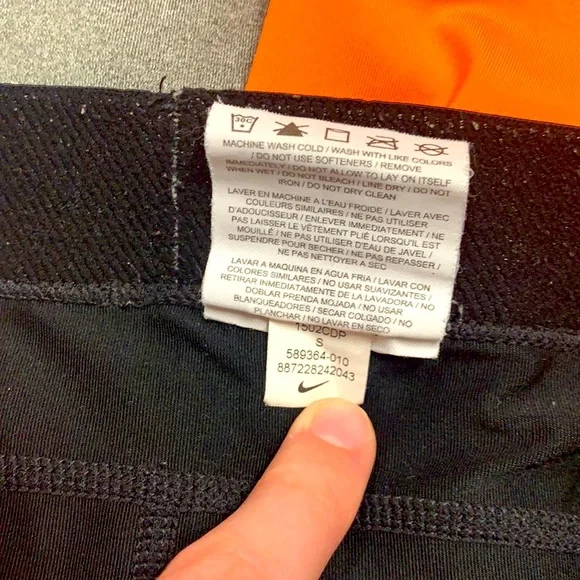 30C
MACHINE WASH COLD / WASH WITH LIKE COLORS
/ DO NOT USE SOFTENERS / REMOVE
IMMEDIATELY / DO NOT ALLOW TO LAY ON ITSELF
WHEN WET / DO NOT BLEACH / LINE DRY / DO NOT
IRON / DO NOT DRY CLEAN
LAVER EN MACHINE A L'EAU FROIDE / LAVER AVEC
COULEURS SIMILAIRES / NE PAS UTILISER
D'ADOUCISSEUR / ENLEVER IMMEDIATEMENT / NE
PAS LAISSER LE VÊTEMENT PLIÉ LORSQU'IL EST
MOUILLÉ / NE PAS UTILISER D'EAU DE JAVEL /
SUSPENDRE POUR SECHER / NE PAS REPASSER /
NE PAS NETTOYER A SEC
LAVAR A MAQUINA EN AGUA FRIA / LAVAR CON
COLORES SIMILARES / NO USAR SUAVIZANTES /
RETIRAR INMEDIATAMENTE DE LA LAVADORA / NO
DOBLAR PRENDA MOJADA / NO USAR
BLANQUEADORES / SECAR COLGADO / NO
PLANCHAR / NO LAVAR EN SECO
1502CDP
S
589364-010
887228242043